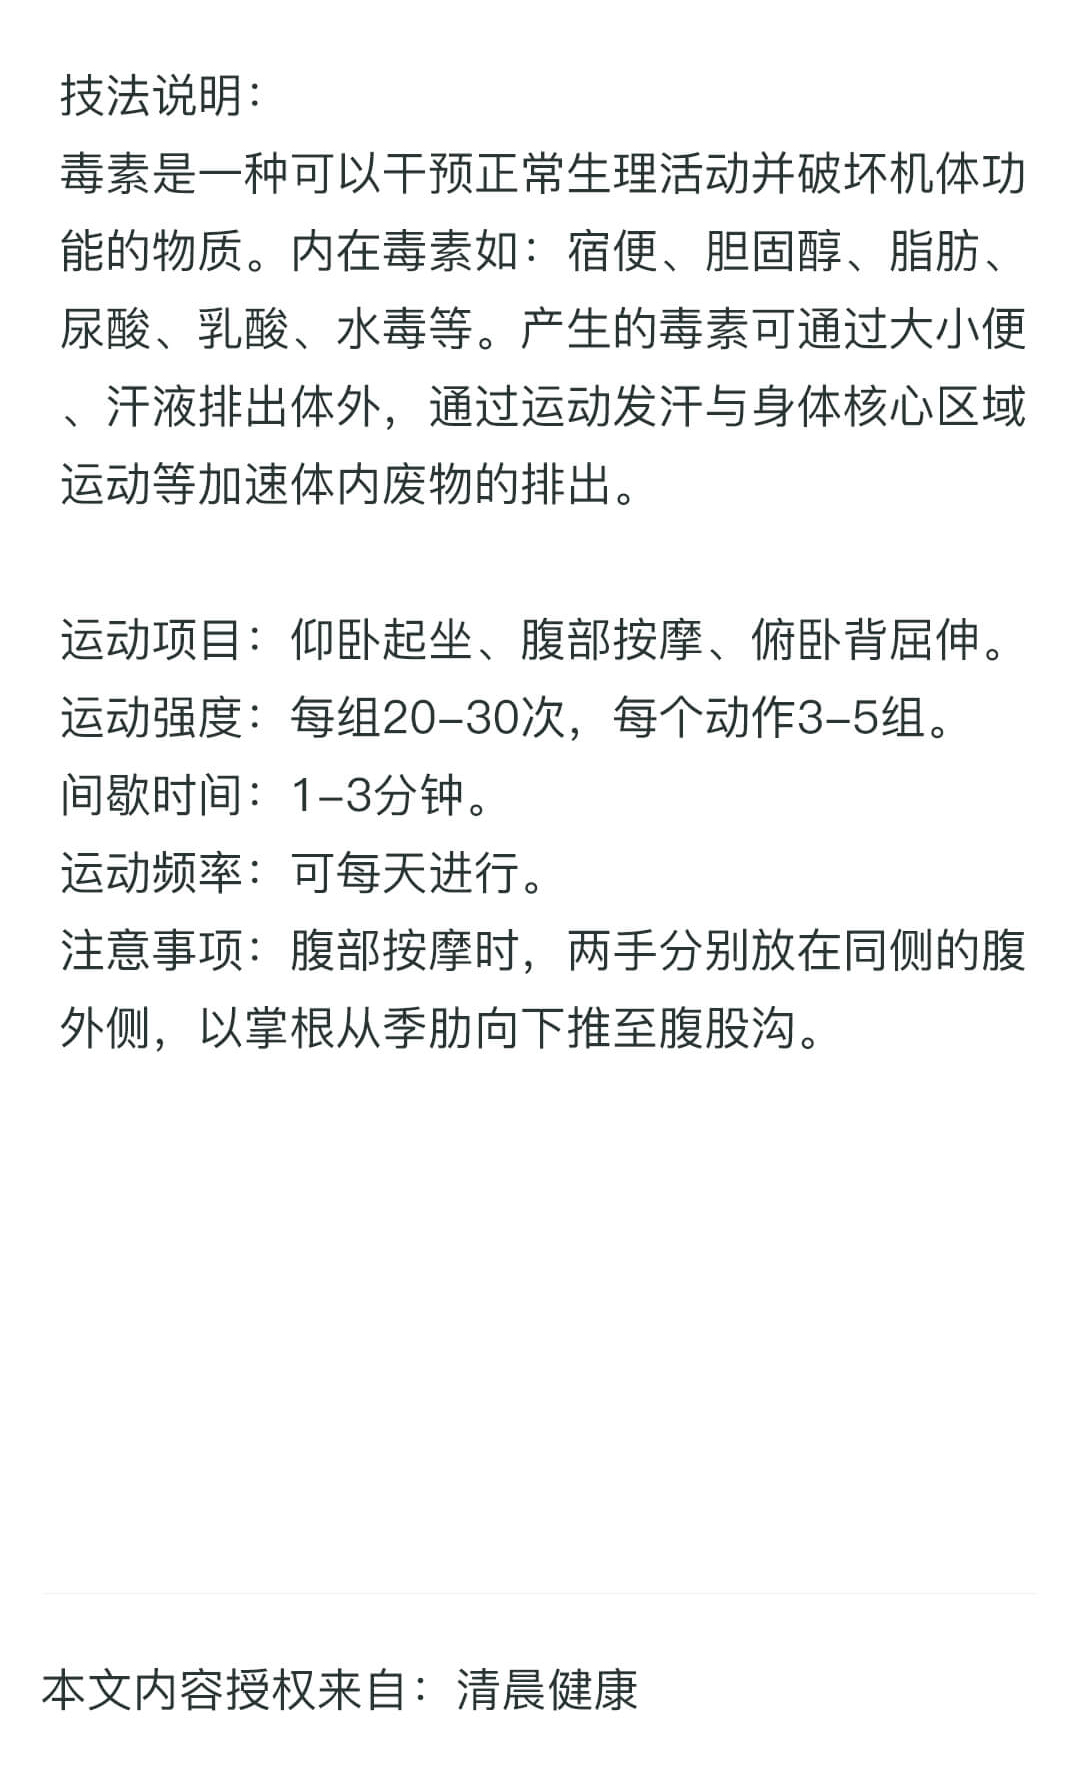 技法说明：
毒素是一种可以干预正常生理活动并破坏机体功
能的物质。内在毒素如：宿便、胆固醇、脂肪、
尿酸、乳酸、水毒等。产生的毒素可通过大小便
、汗液排出体外，通过运动发汗与身体核心区域
运动等加速体内废物的排出。
运动项目：仰卧起坐、腹部按摩、俯卧背屈伸。
运动强度：每组20–30次，每个动作3–5组。
间歇时间：1–3分钟。
运动频率：可每天进行。
注意事项：腹部按摩时，两手分别放在同侧的腹
外侧，以掌根从季肋向下推至腹股沟。
本文内容授权来自：清晨健康